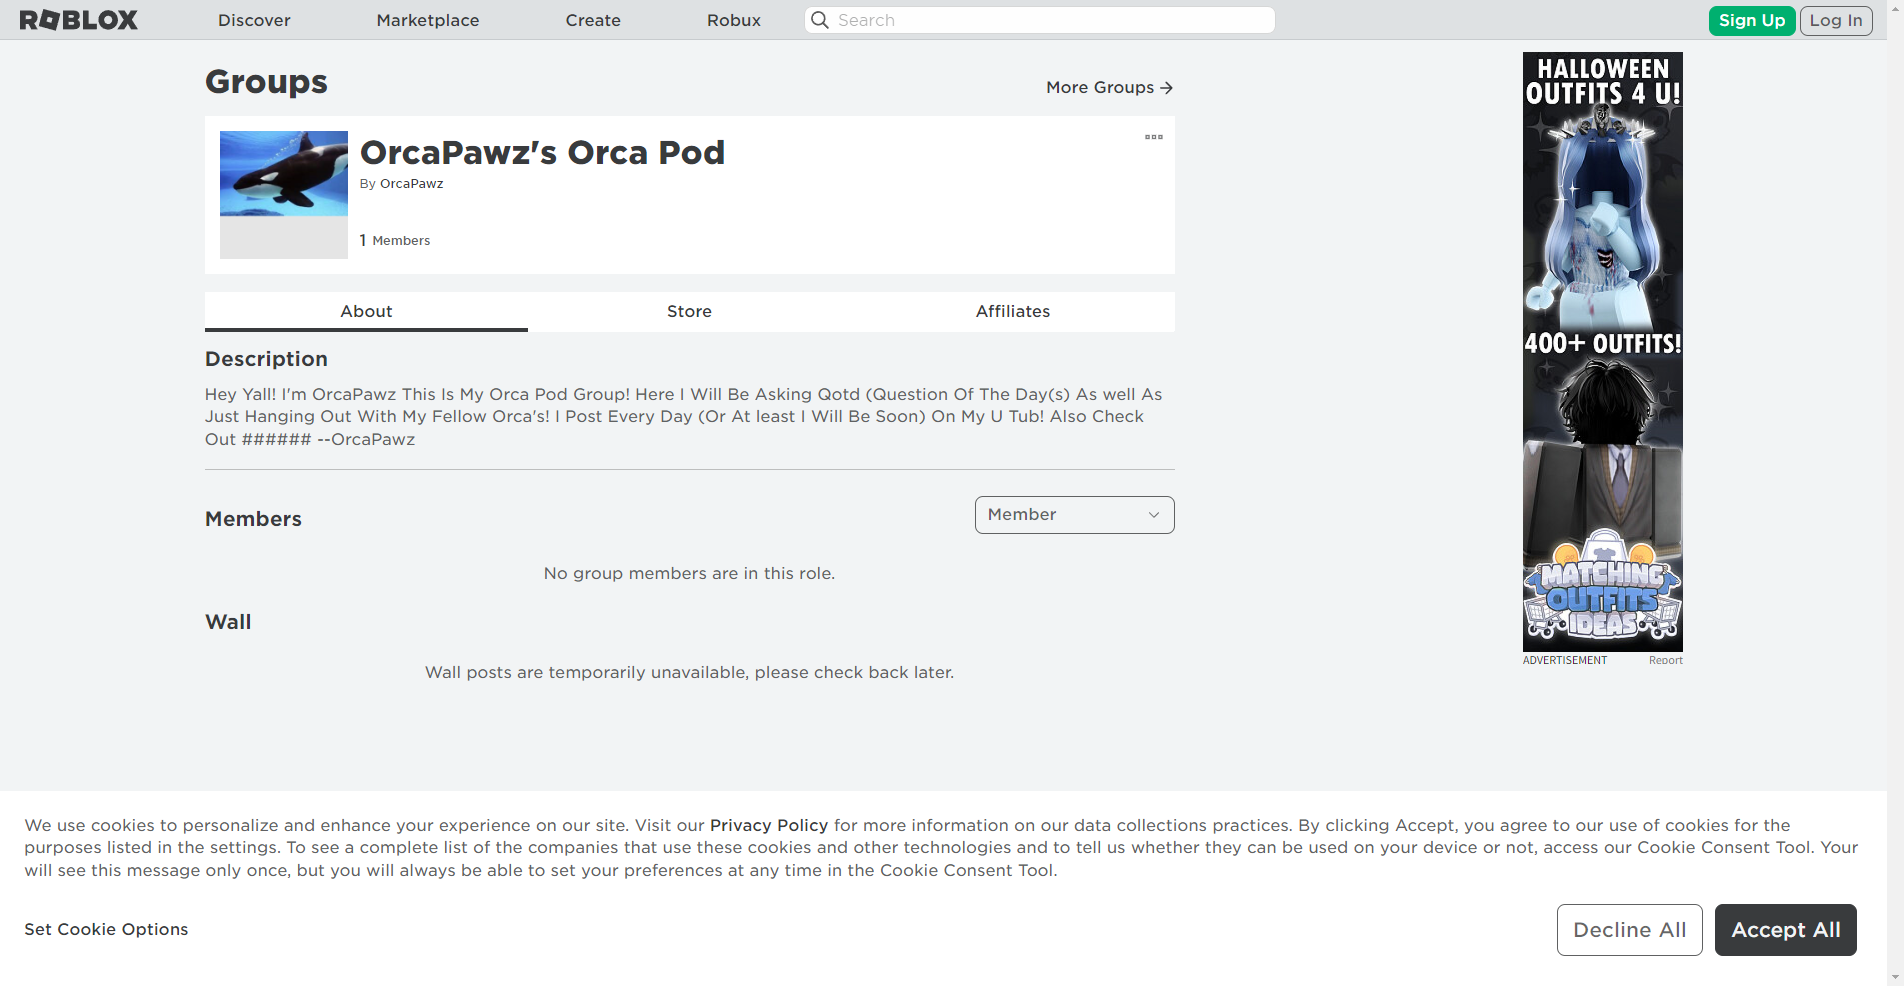 ROBLOX
Discover
Marketplace
Create
Robux
Search
Sign Up
Log In
Groups
More Groups
OrcaPawz's Orca Pod
By OrcaPawz
1 Members
About
Store
Affiliates
Description
Hey Yall! I'm OrcaPawz This Is My Orca Pod Group! Here I Will Be Asking Qotd (Question Of The Day(s) As well As
Just Hanging Out With My Fellow Orca's! I Post Every Day (Or At least I Will Be Soon) On My U Tub! Also Check
Out ###### --OrcaPawz
Members
Member
No group members are in this role.
Wall
Wall posts are temporarily unavailable, please check back later.
HALLOWEEN
OUTFITS 4 U!
400+ OUTFITS!
MATCHING
OUTFITS
IDEAS
ADVERTISEMENT
Report
We use cookies to personalize and enhance your experience on our site. Visit our Privacy Policy for more information on our data collections practices. By clicking Accept, you agree to our use of cookies for the
purposes listed in the settings. To see a complete list of the companies that use these cookies and other technologies and to tell us whether they can be used on your device or not, access our Cookie Consent Tool. Your
will see this message only once, but you will always be able to set your preferences at any time in the Cookie Consent Tool.
Set Cookie Options
Decline All
Accept All